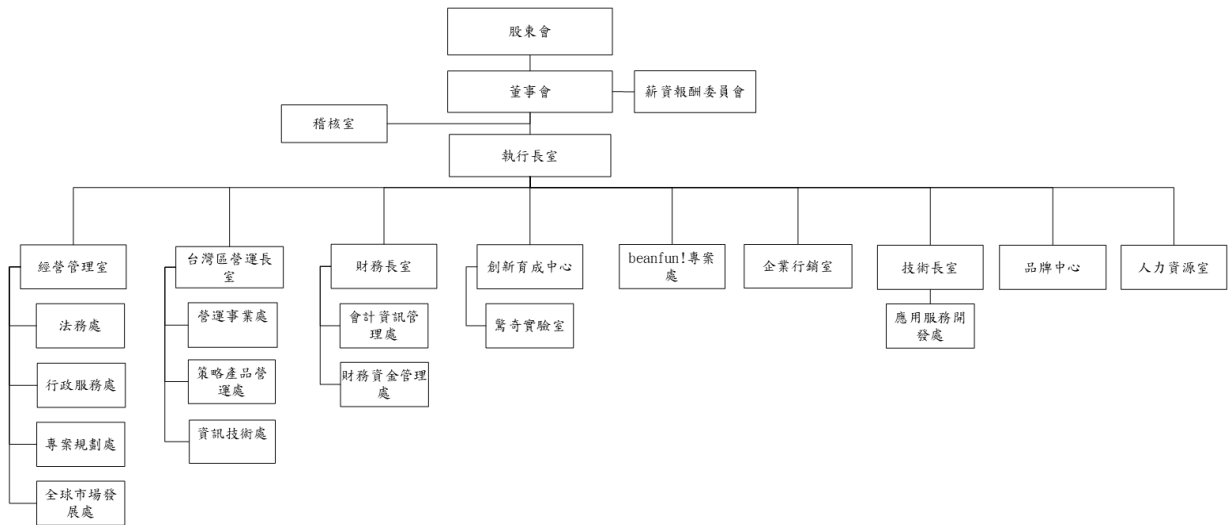 股東會
董事會
薪資報酬委員會
稽核室
執行長室
經營管理室
台灣區營運長
室
財務長室
創新育成中心
beanfun!專案
處
企業行銷室
技術長室
品牌中心
人力資源室
法務處
行政服務處
專案規劃處
全球市場發
展處
營運事業處
策略產品營
運處
資訊技術處
會計資訊管
理處
財務資金管理
處
驚奇實驗室
應用服務開
發處